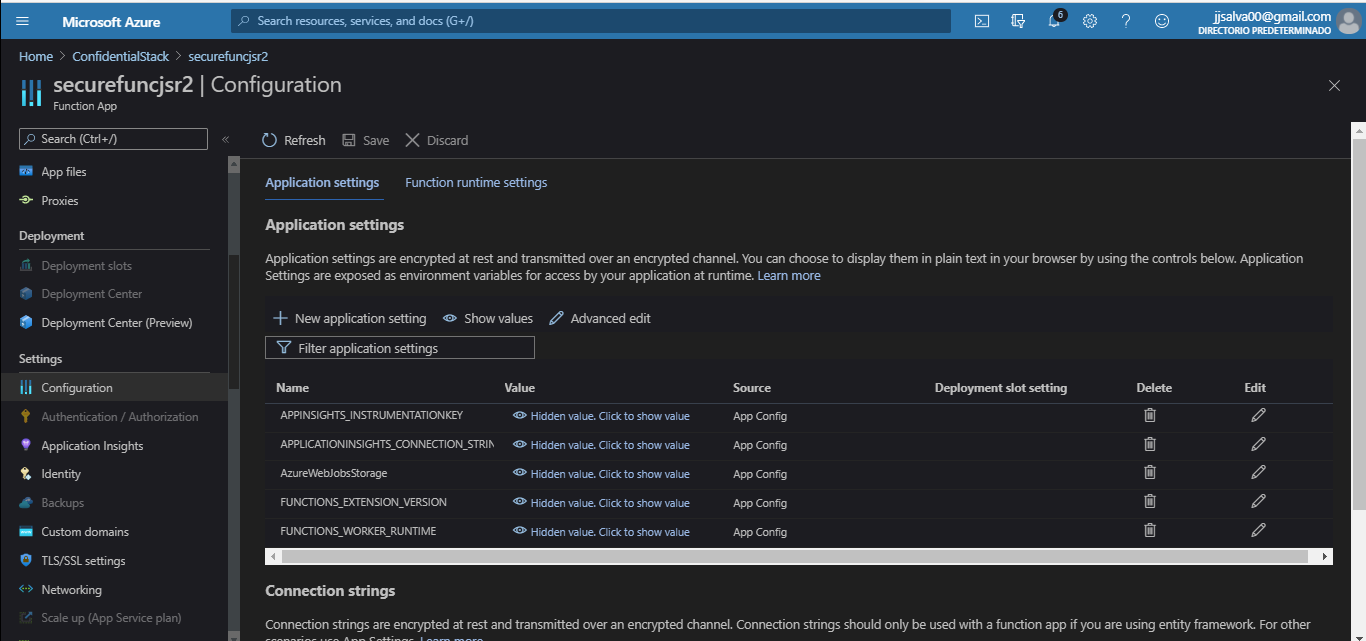 Microsoft Azure
Search resources, services, and docs (G+/)
6
jjsalva00@gmail.com
DIRECTORIO PREDETERMINADO
Home > ConfidentialStack > securefuncjsr2
securefuncjsr2 | Configuration
Function App
Search (Ctrl+/)
«
Refresh
Save
Discard
App files
Proxies
Deployment
Deployment slots
Deployment Center
Deployment Center (Preview)
Settings
Configuration
Authentication / Authorization
Application Insights
Identity
Backups
Custom domains
TLS/SSL settings
Networking
Scale up (App Service plan)
Application settings
Function runtime settings
Application settings
Application settings are encrypted at rest and transmitted over an encrypted channel. You can choose to display them in plain text in your browser by using the controls below. Application
Settings are exposed as environment variables for access by your application at runtime. Learn more
New application setting
Show values
Advanced edit
Filter application settings
Name Value Source Deployment slot setting Delete Edit
APPINSIGHTS_INSTRUMENTATIONKEY Hidden value. Click to show value App Config
APPLICATIONINSIGHTS_CONNECTION_STRIN Hidden value. Click to show value App Config
AzureWebJobsStorage Hidden value. Click to show value App Config
FUNCTIONS_EXTENSION_VERSION Hidden value. Click to show value App Config
FUNCTIONS_WORKER_RUNTIME Hidden value. Click to show value App Config
Connection strings
Connection strings are encrypted at rest and transmitted over an encrypted channel. Connection strings should only be used with a function app if you are using entity framework. For other
scenarios use App Settings. Learn more